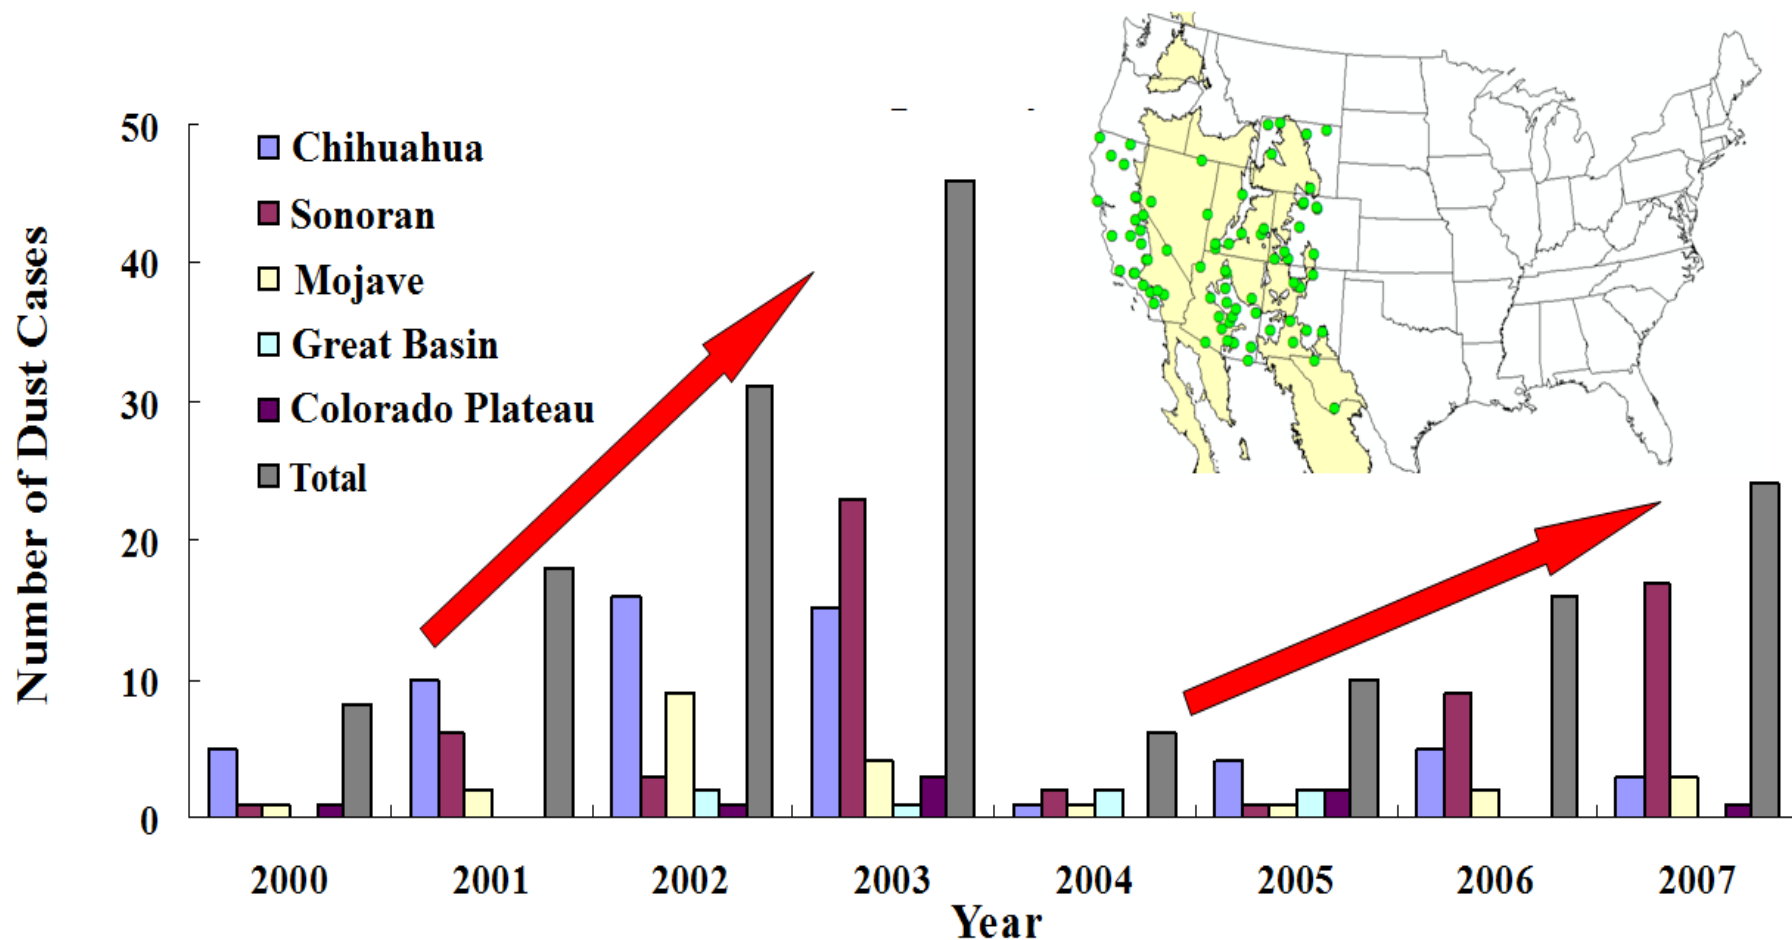 50
40
30
20
10
0
Number of Dust Cases
Chihuahua
Sonoran
Mojave
Great Basin
Colorado Plateau
Total
2000 2001 2002 2003 2004 2005 2006 2007
Year